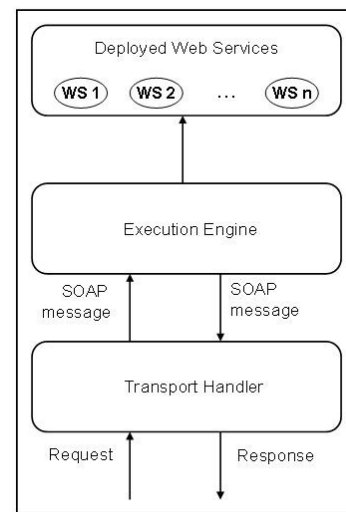 Deployed Web Services
WS 1 WS 2 ... WS n
Execution Engine
SOAP message
SOAP message
Transport Handler
Request
Response